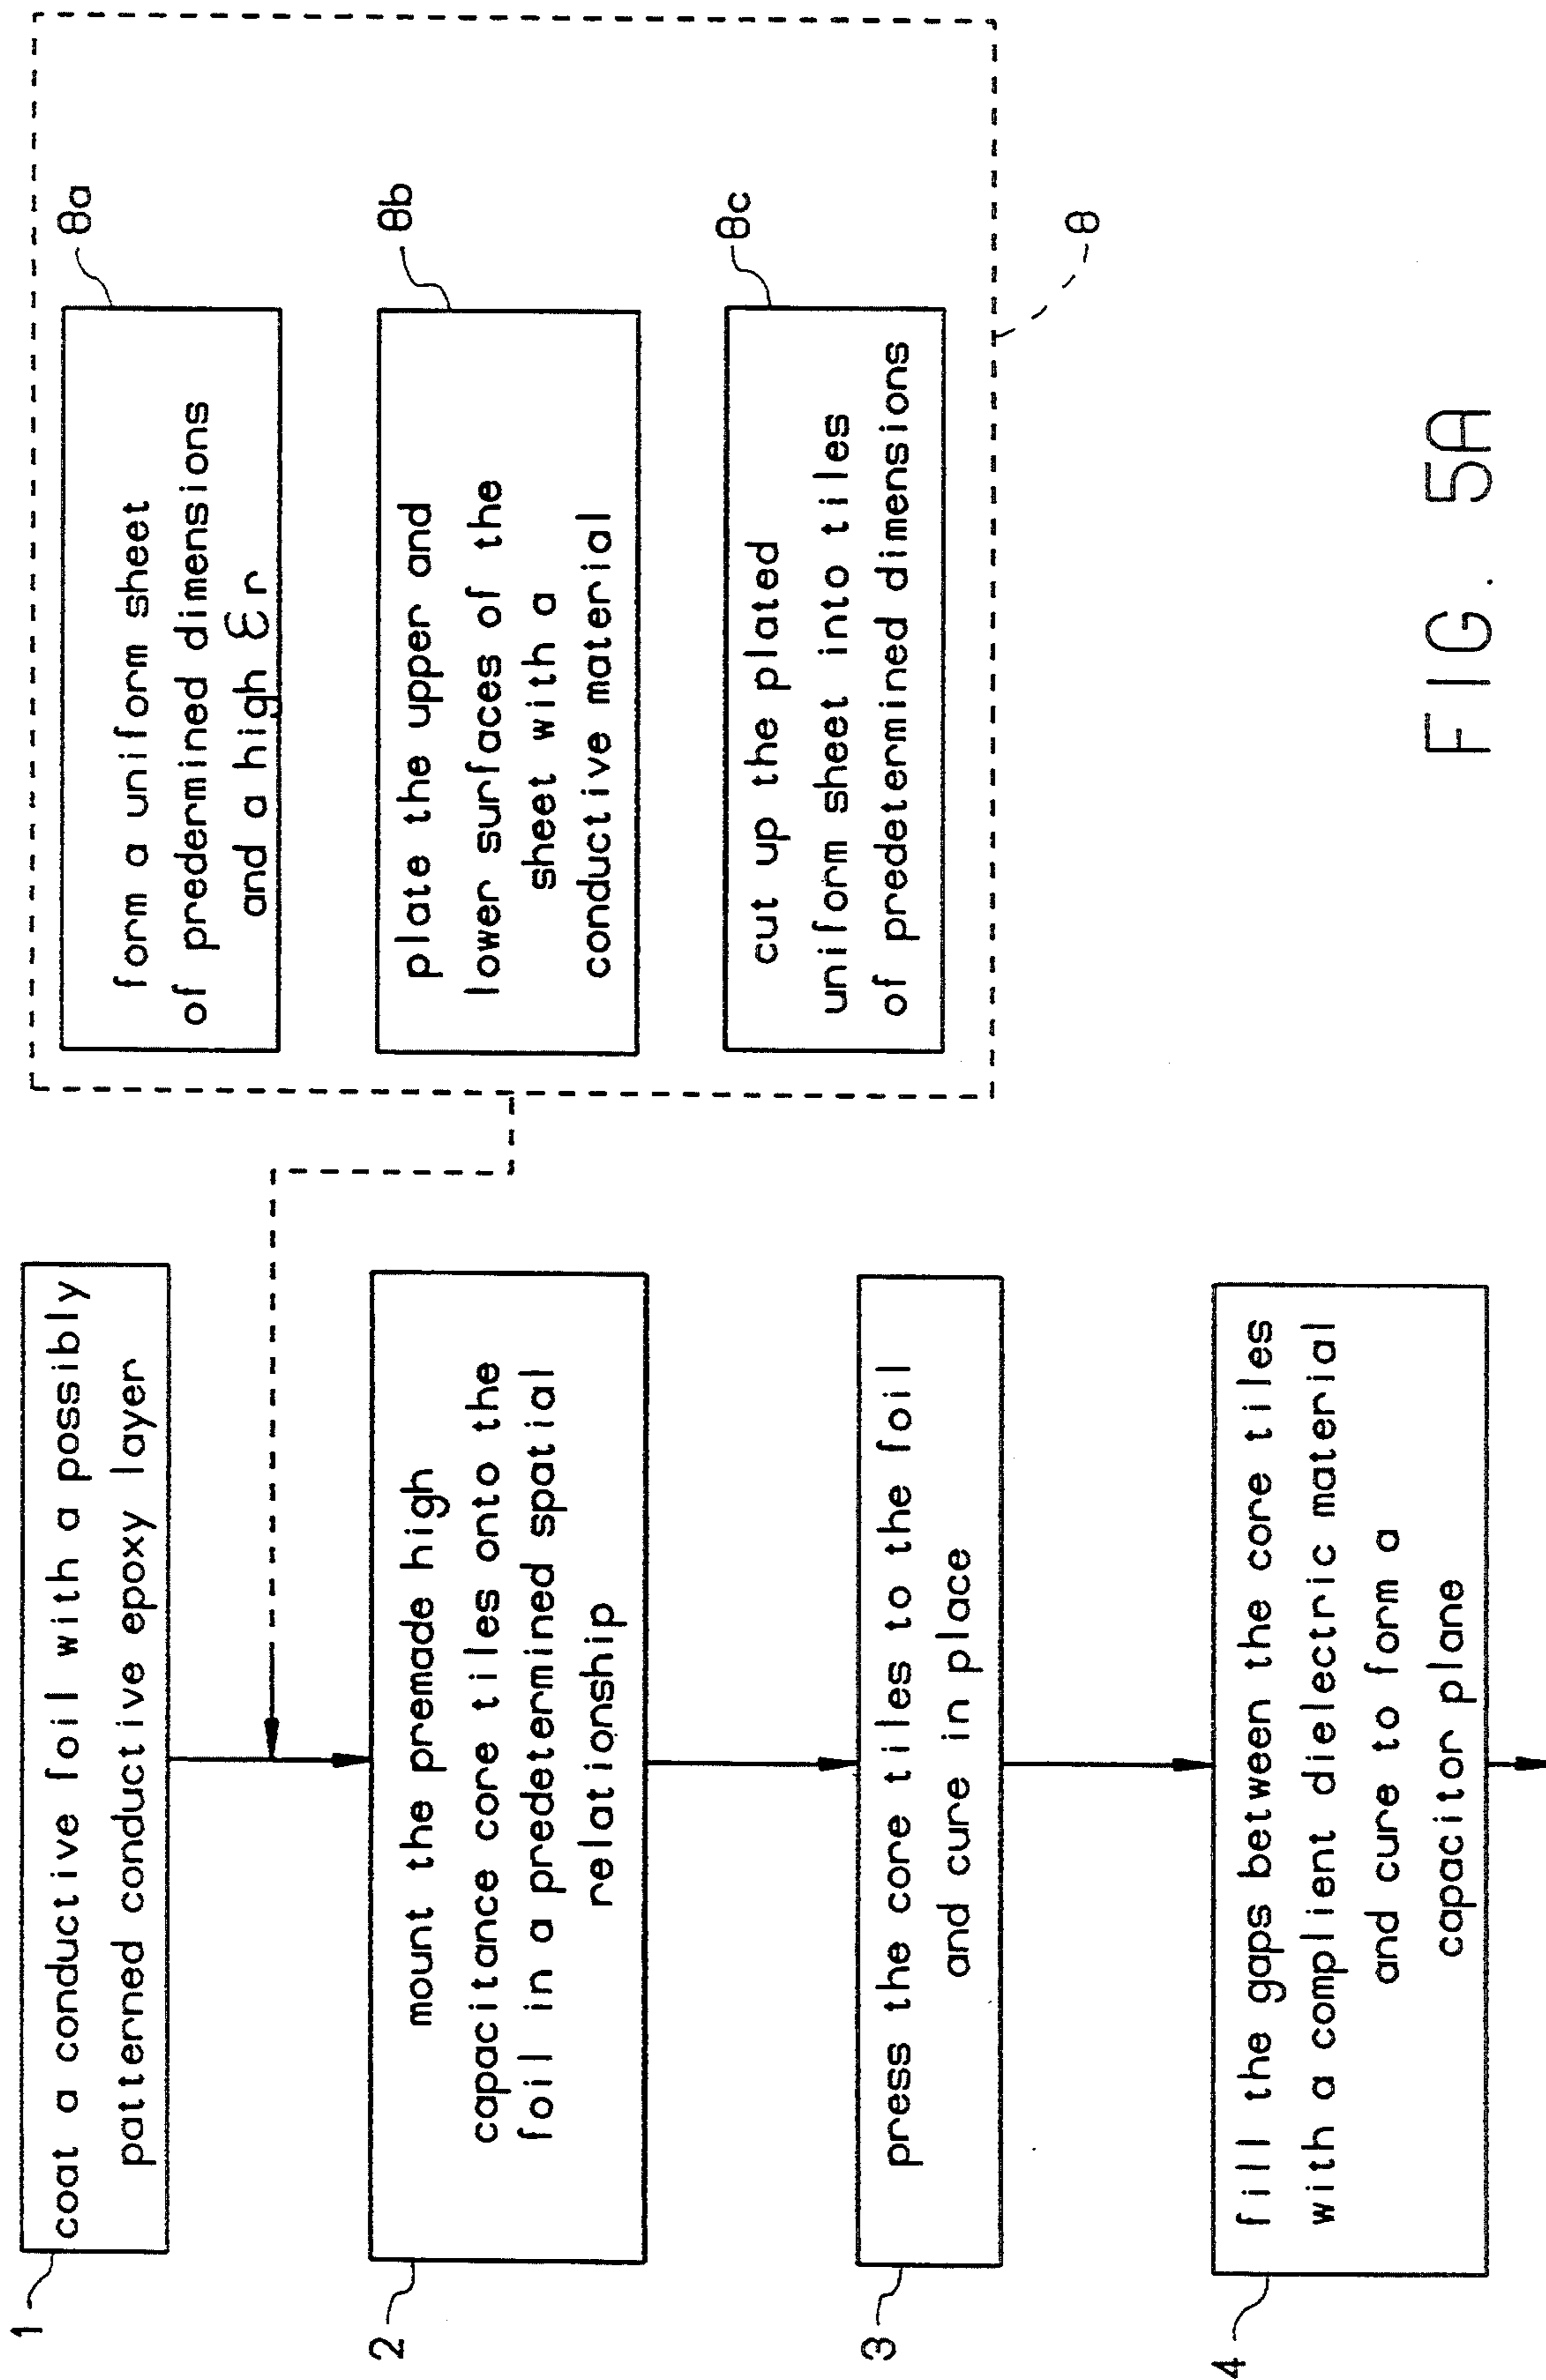 1
coat a conductive foil with a possibly
patterned conductive epoxy layer
2
mount the premade high
capacitance core tiles onto the
foil in a predetermined spatial
relationship
3
press the core tiles to the foil
and cure in place
4
fill the gaps between the core tiles
with a complient dielectric material
and cure to form a
capacitor plane
8a
form a uniform sheet
of predermined dimensions
and a high Ɛr
8b
plate the upper and
lower surfaces of the
sheet with a
conductive material
8c
cut up the plated
uniform sheet into tiles
of predetermined dimensions
8
FIG. 5A